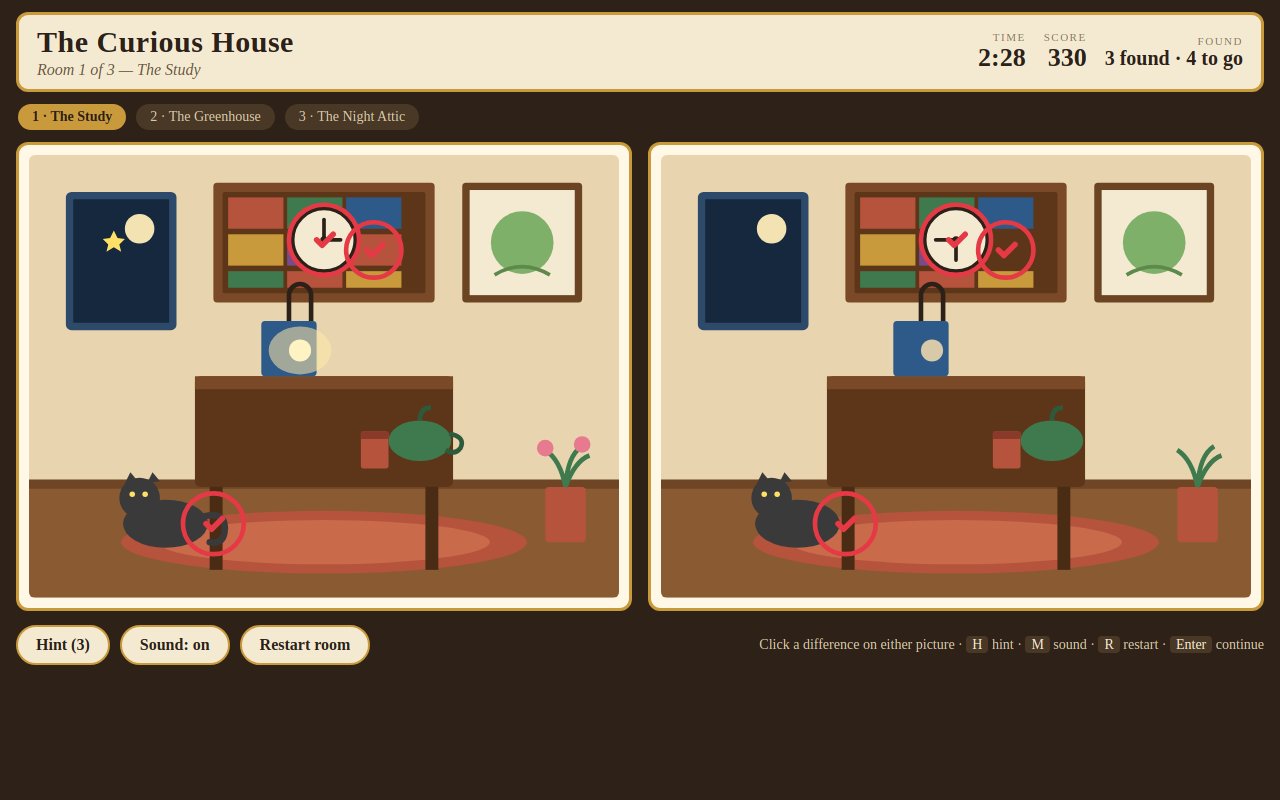 The Curious House
Room 1 of 3 — The Study
TIME
2:28
SCORE
330
FOUND
3 found · 4 to go
1 · The Study
2 · The Greenhouse
3 · The Night Attic
Hint (3)
Sound: on
Restart room
Click a difference on either picture · H hint · M sound · R restart · Enter continue